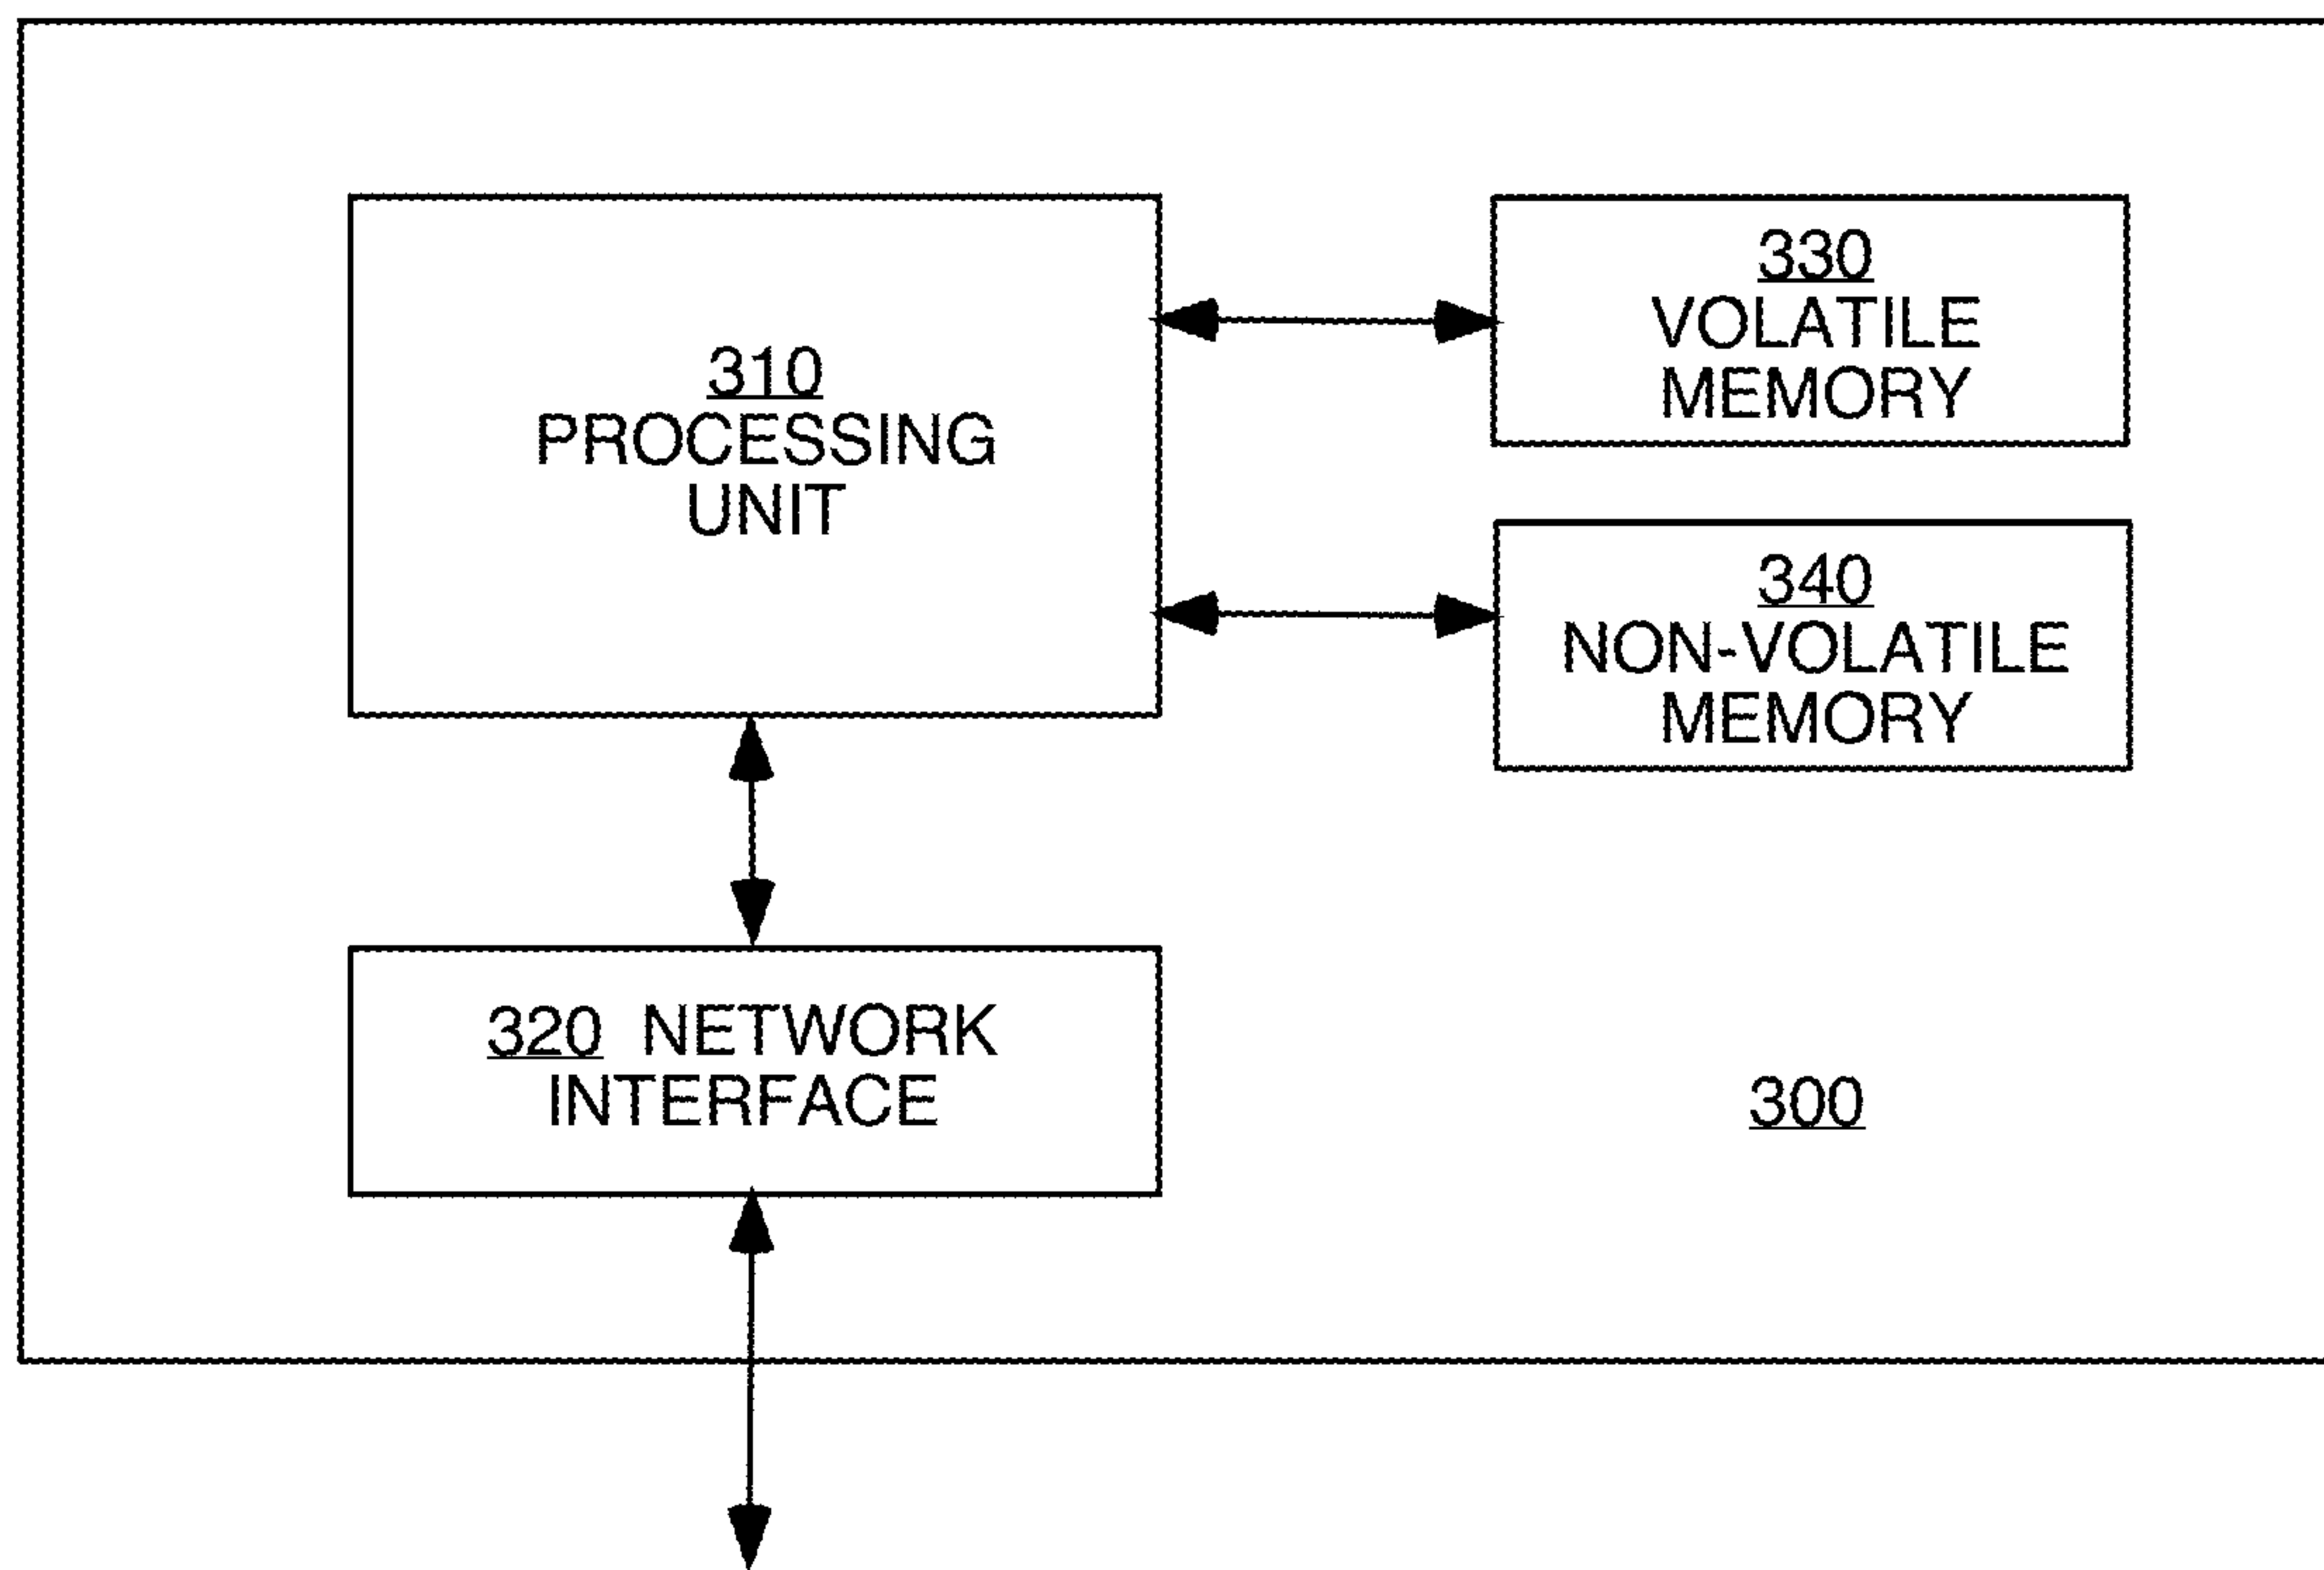 310
PROCESSING
UNIT
330
VOLATILE
MEMORY
340
NON-VOLATILE
MEMORY
320 NETWORK
INTERFACE
300